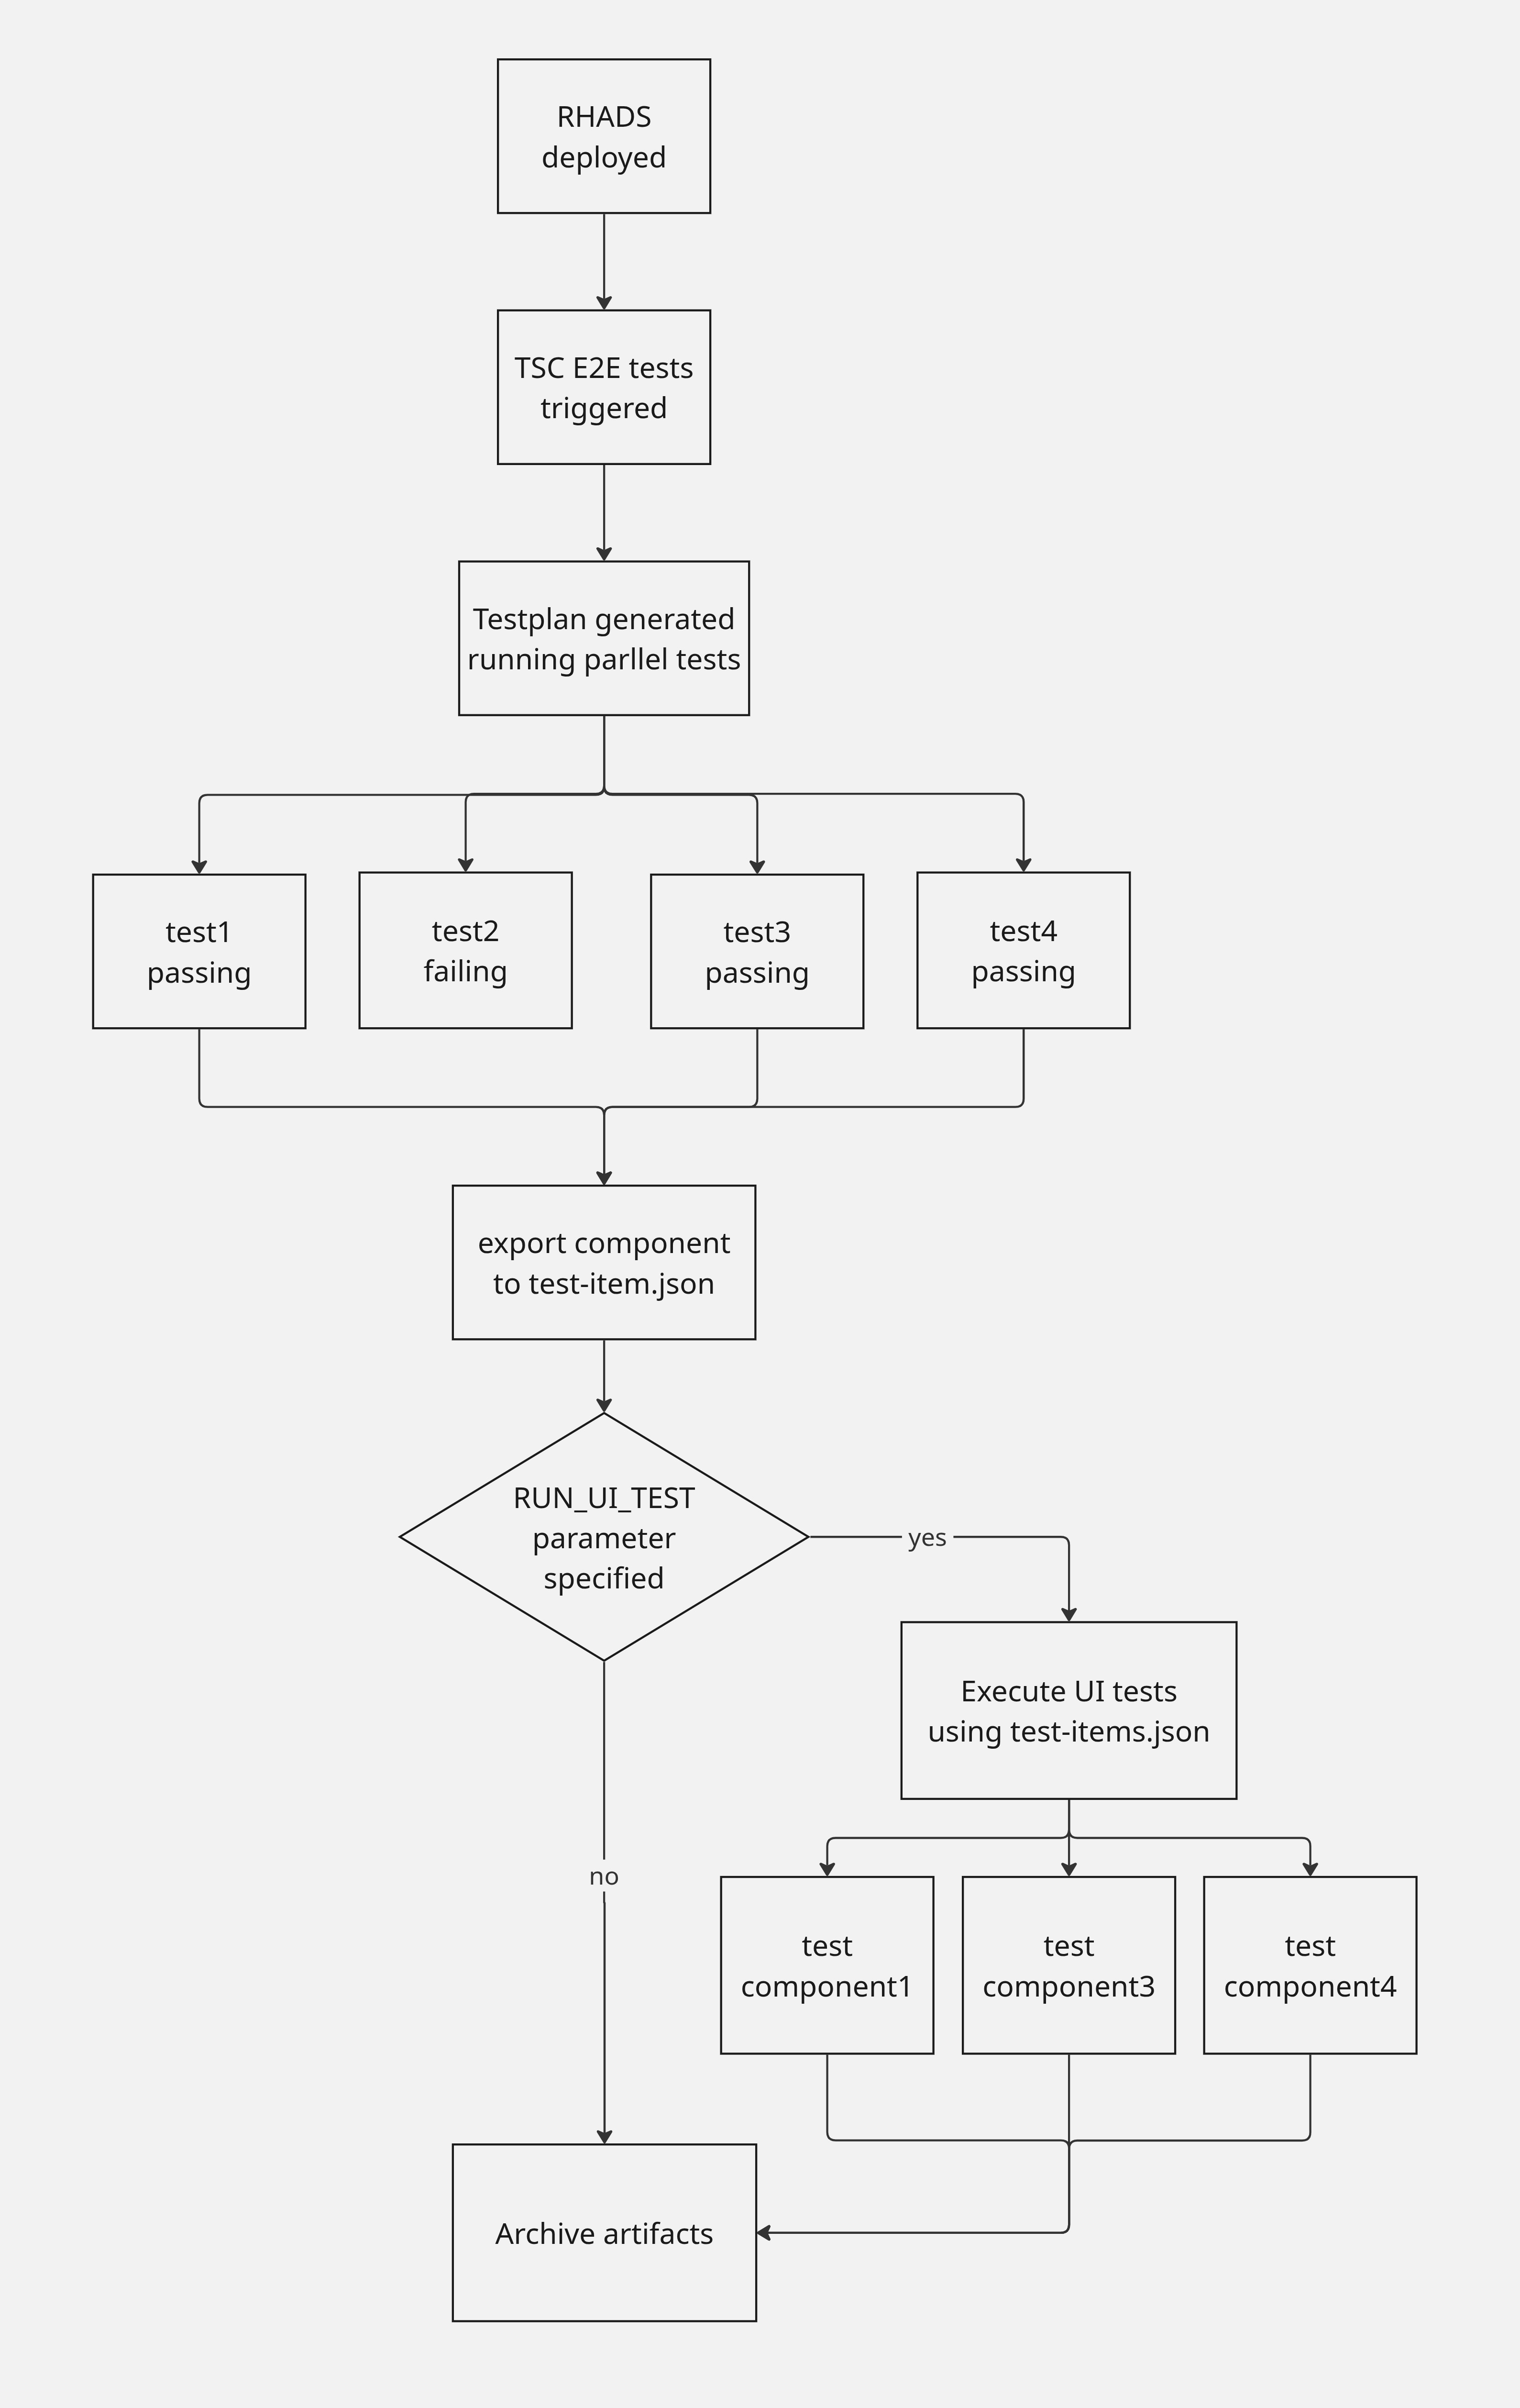 RHADS
deployed
TSC E2E tests
triggered
Testplan generated
running parllel tests
test1
passing
test2
failing
test3
passing
test4
passing
export component
to test-item.json
RUN_UI_TEST
parameter
specified
yes
Execute UI tests
using test-items.json
no
test
component1
test
component3
test
component4
Archive artifacts